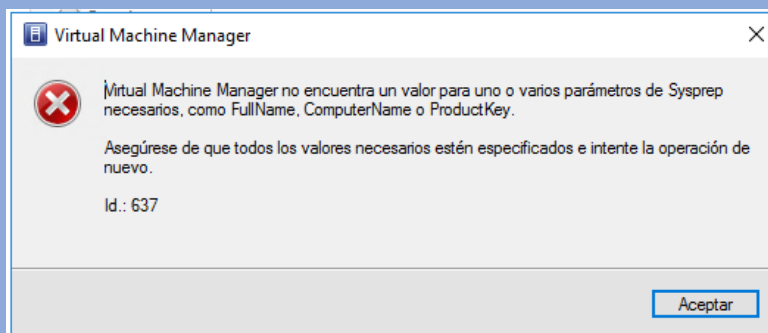 Virtual Machine Manager
Virtual Machine Manager no encuentra un valor para uno o varios parámetros de Sysprep
necesarios, como FullName, ComputerName o ProductKey.
Asegúrese de que todos los valores necesarios estén especificados e intente la operación de
nuevo.
Id.: 637
Aceptar